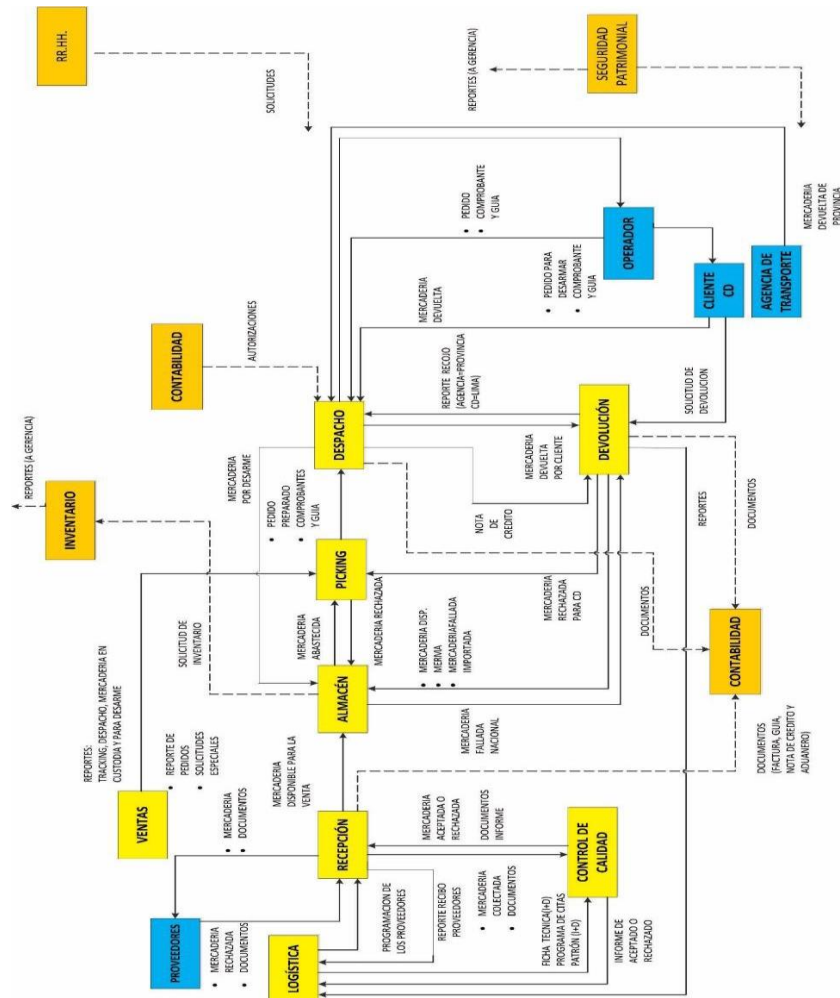 REPORTES (A GERENCIA)
INVENTARIO
CONTABILIDAD
RR.HH.
REPORTES:
TRACKING, DESPACHO, MERCADERIA EN
CUSTODIA Y PARA DESARME
SOLICITUD DE
INVENTARIO
AUTORIZACIONES
SOLICITUDES
VENTAS
• REPORTE DE
PEDIDOS
• SOLICITUDES
ESPECIALES
MERCADERIA
POR DESARME
PROVEEDORES
• MERCADERIA
• DOCUMENTOS
• MERCADERIA
RECHAZADA
• DOCUMENTOS
MERCADERIA
DISPONIBLE PARA LA
VENTA
MERCADERIA
ABASTECIDA
• PEDIDO
PREPARADO
• COMPROBANTES
Y GUIA
LOGÍSTICA
RECEPCIÓN
ALMACÉN
PICKING
DESPACHO
PROGRAMACION DE
LOS PROVEEDORES
MERCADERIA RECHAZADA
REPORTE RECIBO
PROVEEDORES
MERCADERIA
ACEPTADA O
RECHAZADA
DOCUMENTOS
INFORME
• MERCADERIA
COLECTADA
• DOCUMENTOS
• MERCADERIA DISP.
• MERMA
• MERCADERIAFALLADA
IMPORTADA
NOTA
DE
CREDITO
REPORTE RECOJO
(AGENCIA=PROVINCIA
CD=LIMA)
MERCADERIA
DEVUELTA
• PEDIDO
• COMPROBANTE
Y GUIA
REPORTES (A GERENCIA)
FICHA TECNICA(I+D)
PROGRAMA DE CITAS
PATRÓN (I+D)
MERCADERIA
FALLADA
NACIONAL
MERCADERIA
RECHAZADA
PARA CD
MERCADERIA
DEVUELTA
POR CLIENTE
• PEDIDO PARA
DESARMAR
• COMPROBANTE
Y GUIA
CONTROL DE
CALIDAD
DEVOLUCIÓN
OPERADOR
SEGURIDAD
PATRIMONIAL
INFORME DE
ACEPTADO O
RECHAZADO
DOCUMENTOS
SOLICITUD DE
DEVOLUCION
CLIENTE
CD
REPORTES
DOCUMENTOS
AGENCIA DE
TRANSPORTE
MERCADERIA
DEVUELTA DE
PROVINCIA
DOCUMENTOS
(FACTURA, GUIA,
NOTA DE CREDITO Y
ADUANERO)
CONTABILIDAD